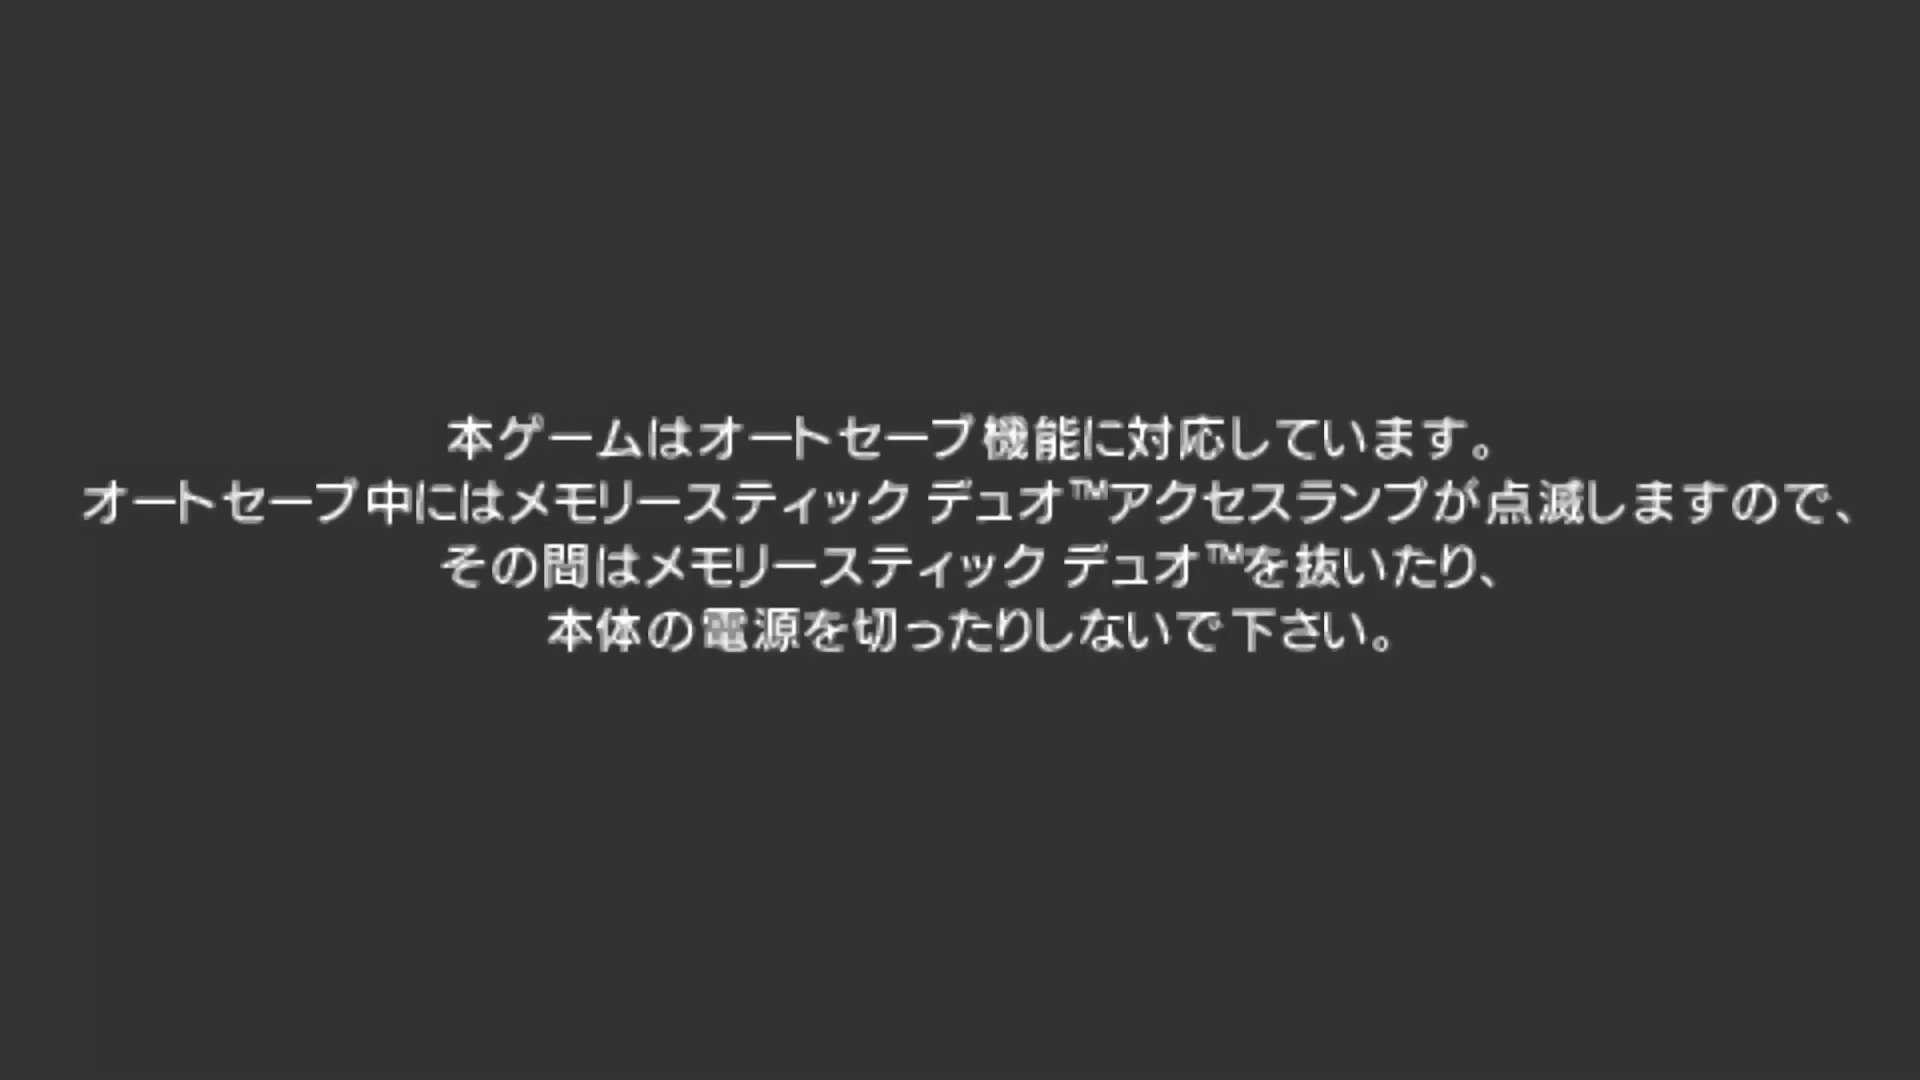 本ゲームはオートセーブ機能に対応しています。
オートセーブ中にはメモリースティック デュオ™アクセスランプが点滅しますので、
その間はメモリースティック デュオ™を抜いたり、
本体の電源を切ったりしないで下さい。